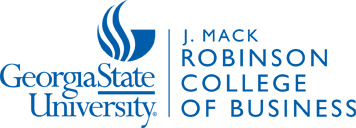 GeorgiaState
University®
J. MACK
ROBINSON
COLLEGE
OF BUSINESS